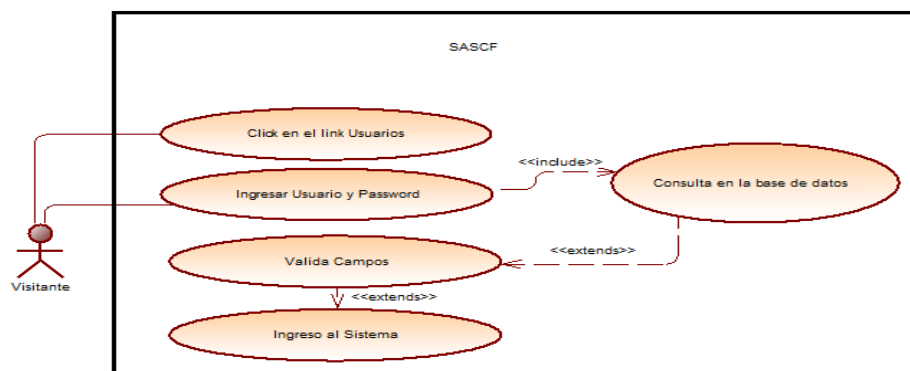 SASCF
Click en el link Usuarios
<<include>>
Ingresar Usuario y Password
Consulta en la base de datos
<<extends>>
Valida Campos
Visitante
<<extends>>
Ingreso al Sistema